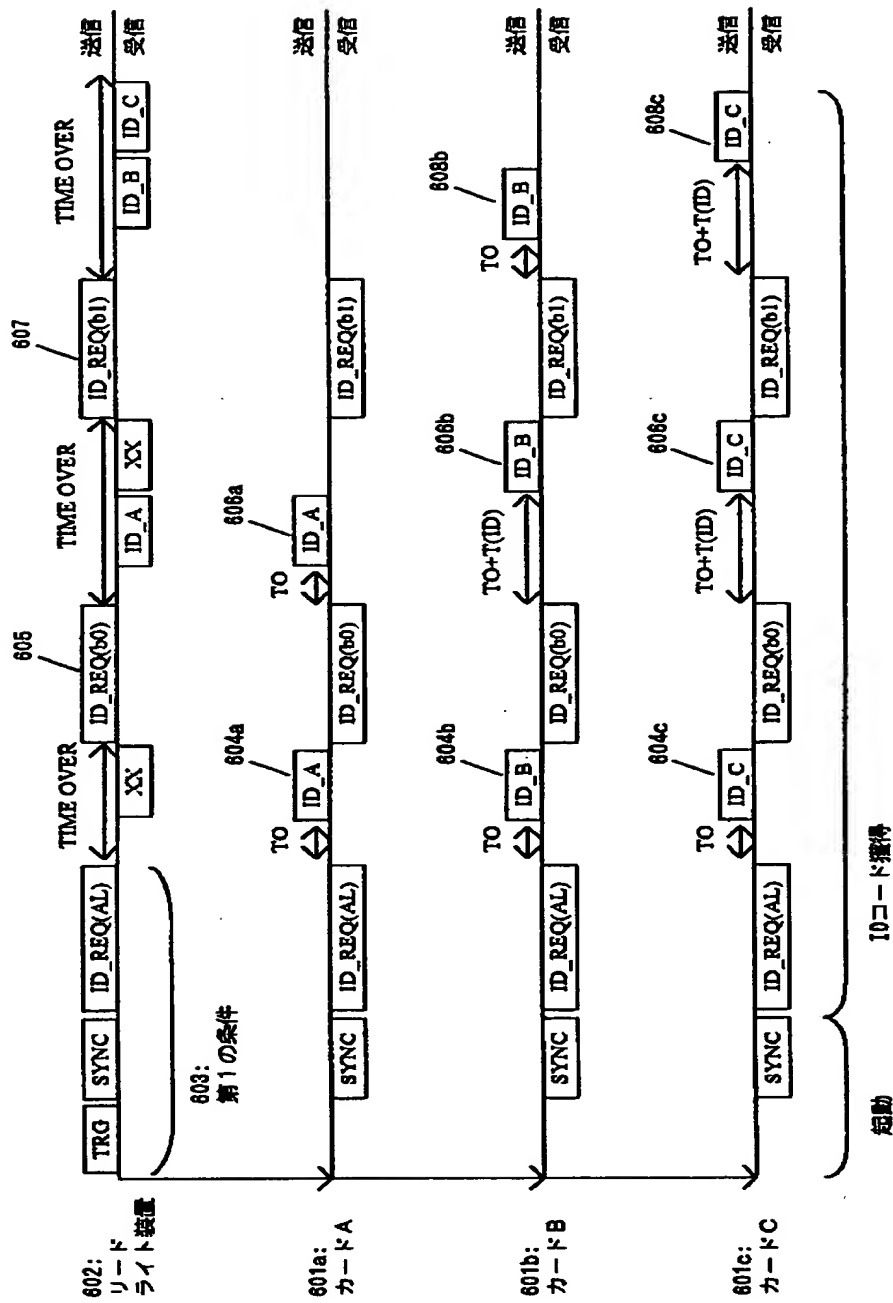 602:
リード
ライト装置
TRG
SYNC
ID_REQ(AL)
TIME OVER
XX
605
ID_REQ(b0)
TIME OVER
ID_A
XX
607
ID_REQ(b1)
TIME OVER
ID_B
ID_C
送信
受信
603:
第1の条件
601a:
カードA
SYNC
ID_REQ(AL)
TO
604a
ID_A
ID_REQ(b0)
TO
606a
ID_A
ID_REQ(b1)
送信
受信
601b:
カードB
SYNC
ID_REQ(AL)
TO
604b
ID_B
ID_REQ(b0)
TO+T(ID)
606b
ID_B
ID_REQ(b1)
TO
608b
ID_B
送信
受信
601c:
カードC
SYNC
ID_REQ(AL)
TO
604c
ID_C
ID_REQ(b0)
TO+T(ID)
606c
ID_C
ID_REQ(b1)
TO+T(ID)
608c
ID_C
送信
受信
起動
IDコード獲得